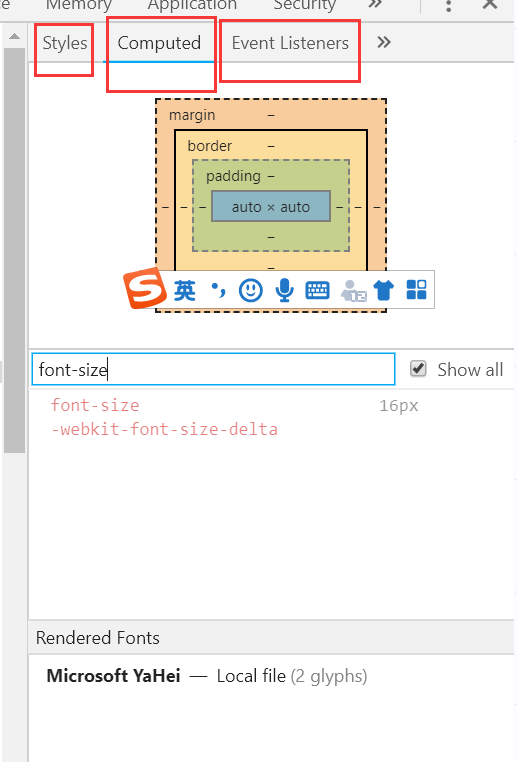 Memory Application Security »
Styles Computed Event Listeners »
margin –
border –
padding –
– – – auto × auto – – –
–
–
S 英 12
font-size Show all
font-size 16px
-webkit-font-size-delta
Rendered Fonts
Microsoft YaHei — Local file (2 glyphs)